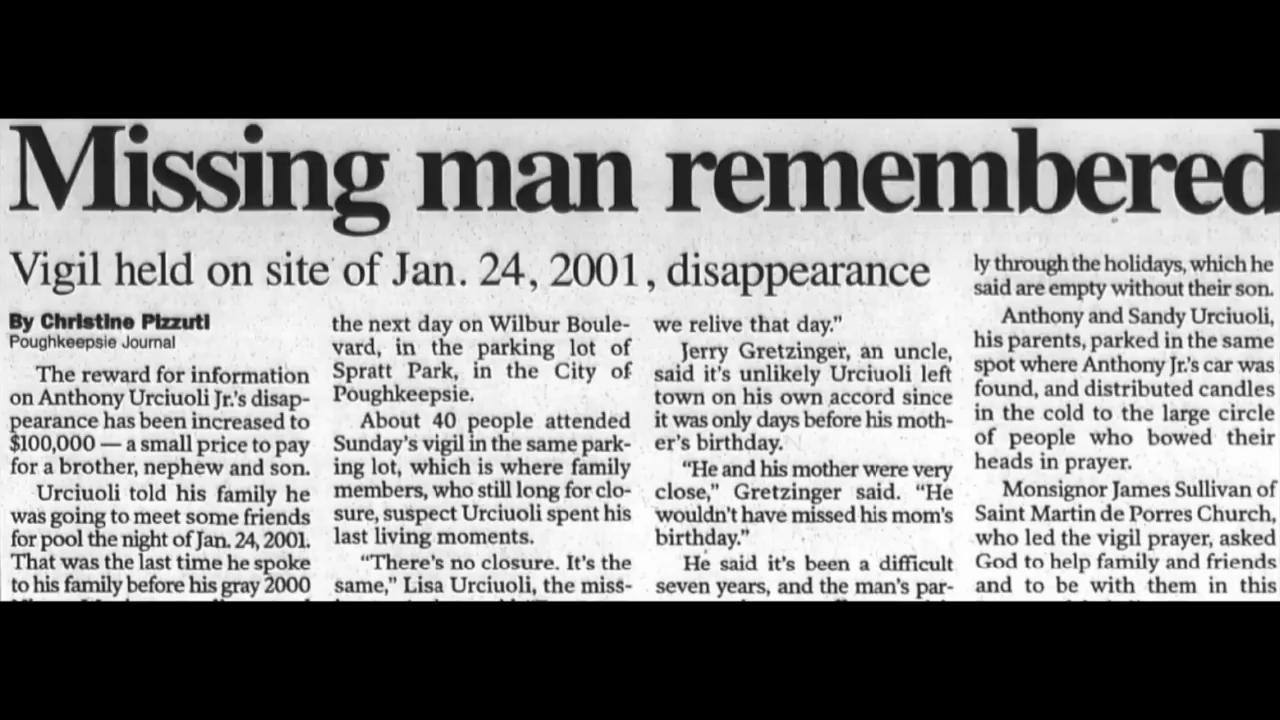 Missing man remembered
Vigil held on site of Jan. 24, 2001, disappearance
By Christine Pizzuti
Poughkeepsie Journal
The reward for information
on Anthony Urciuoli Jr.'s disap-
pearance has been increased to
$100,000 — a small price to pay
for a brother, nephew and son.
Urciuoli told his family he
was going to meet some friends
for pool the night of Jan. 24, 2001.
That was the last time he spoke
to his family before his gray 2000
the next day on Wilbur Boule-
vard, in the parking lot of
Spratt Park, in the City of
Poughkeepsie.
About 40 people attended
Sunday's vigil in the same park-
ing lot, which is where family
members, who still long for clo-
sure, suspect Urciuoli spent his
last living moments.
"There's no closure. It's the
same," Lisa Urciuoli, the miss-
we relive that day."
Jerry Gretzinger, an uncle,
said it's unlikely Urciuoli left
town on his own accord since
it was only days before his moth-
er's birthday.
"He and his mother were very
close," Gretzinger said. "He
wouldn't have missed his mom's
birthday."
He said it's been a difficult
seven years, and the man's par-
ly through the holidays, which he
said are empty without their son.
Anthony and Sandy Urciuoli,
his parents, parked in the same
spot where Anthony Jr.'s car was
found, and distributed candles
in the cold to the large circle
of people who bowed their
heads in prayer.
Monsignor James Sullivan of
Saint Martin de Porres Church,
who led the vigil prayer, asked
God to help family and friends
and to be with them in this